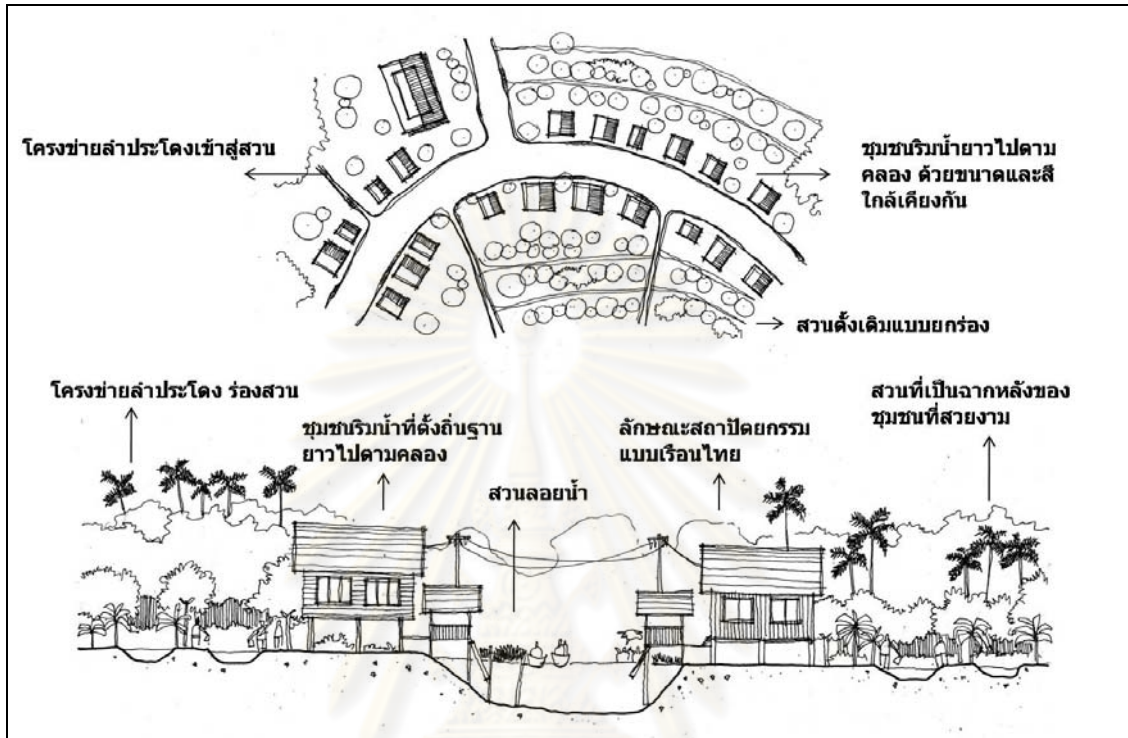 โครงข่ายลำประโดงเข้าสู่สวน
ชุมชนริมน้ำยาวไปตาม
คลอง ด้วยขนาดและสี
ใกล้เคียงกัน
สวนดั้งเดิมแบบยกร่อง
โครงข่ายลำประโดง ร่องสวน
ชุมชนริมน้ำที่ตั้งถิ่นฐาน
ยาวไปตามคลอง
สวนลอยน้ำ
ลักษณะสถาปัตยกรรม
แบบเรือนไทย
สวนที่เป็นฉากหลังของ
ชุมชนที่สวยงาม